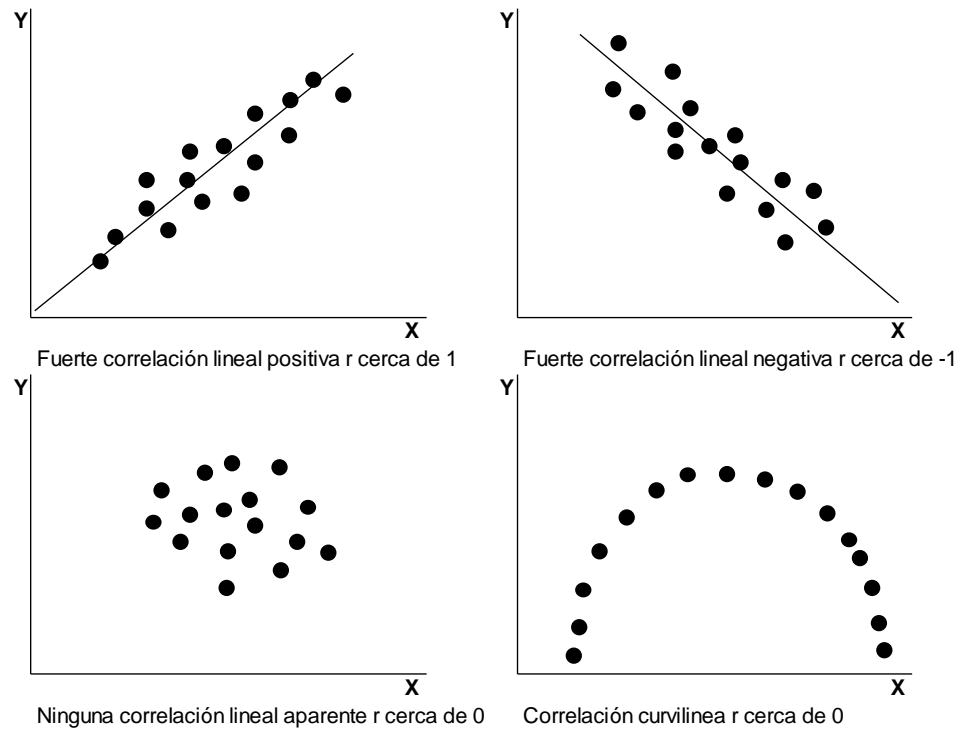 Y
Y
X
X
Fuerte correlación lineal positiva r cerca de 1
Fuerte correlación lineal negativa r cerca de -1
Y
Y
X
X
Ninguna correlación lineal aparente r cerca de 0
Correlación curvilinea r cerca de 0